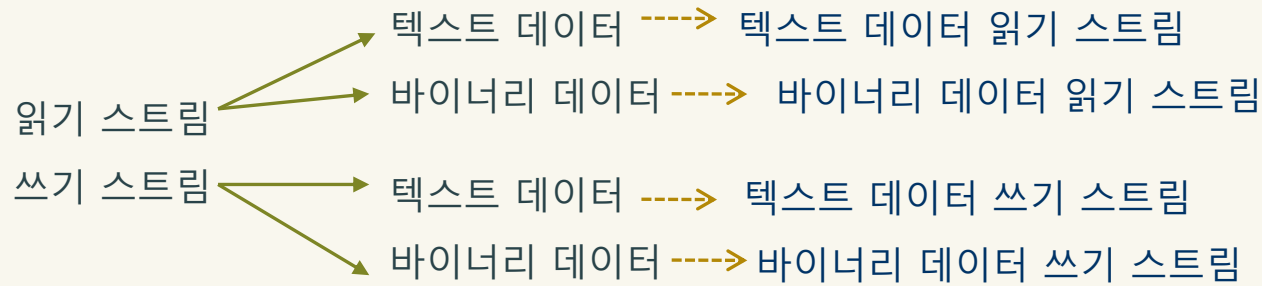 텍스트 데이터 텍스트 데이터 읽기 스트림
바이너리 데이터 바이너리 데이터 읽기 스트림
읽기 스트림
쓰기 스트림
텍스트 데이터 텍스트 데이터 쓰기 스트림
바이너리 데이터 바이너리 데이터 쓰기 스트림